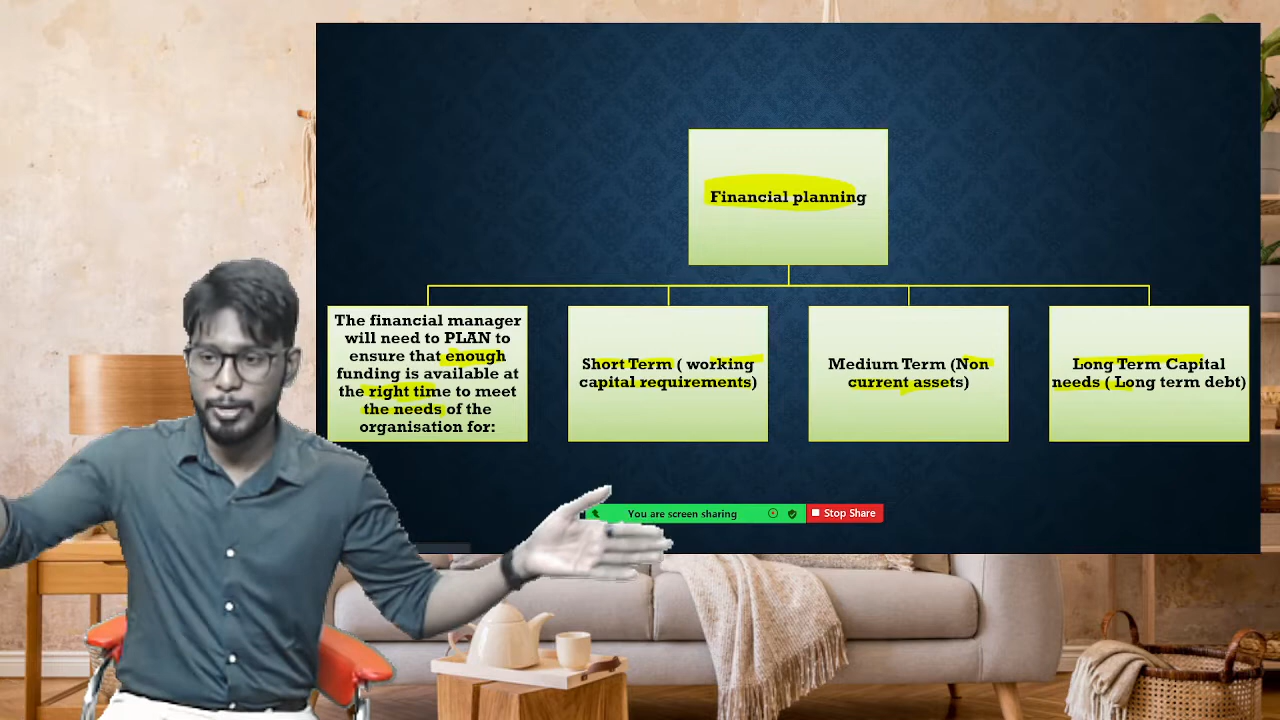 Financial planning
The financial manager
will need to PLAN to
ensure that enough
funding is available at
the right time to meet
the needs of the
organisation for:
Short Term ( working
capital requirements)
Medium Term (Non
current assets)
Long Term Capital
needs ( Long term debt)
You are screen sharing
Stop Share